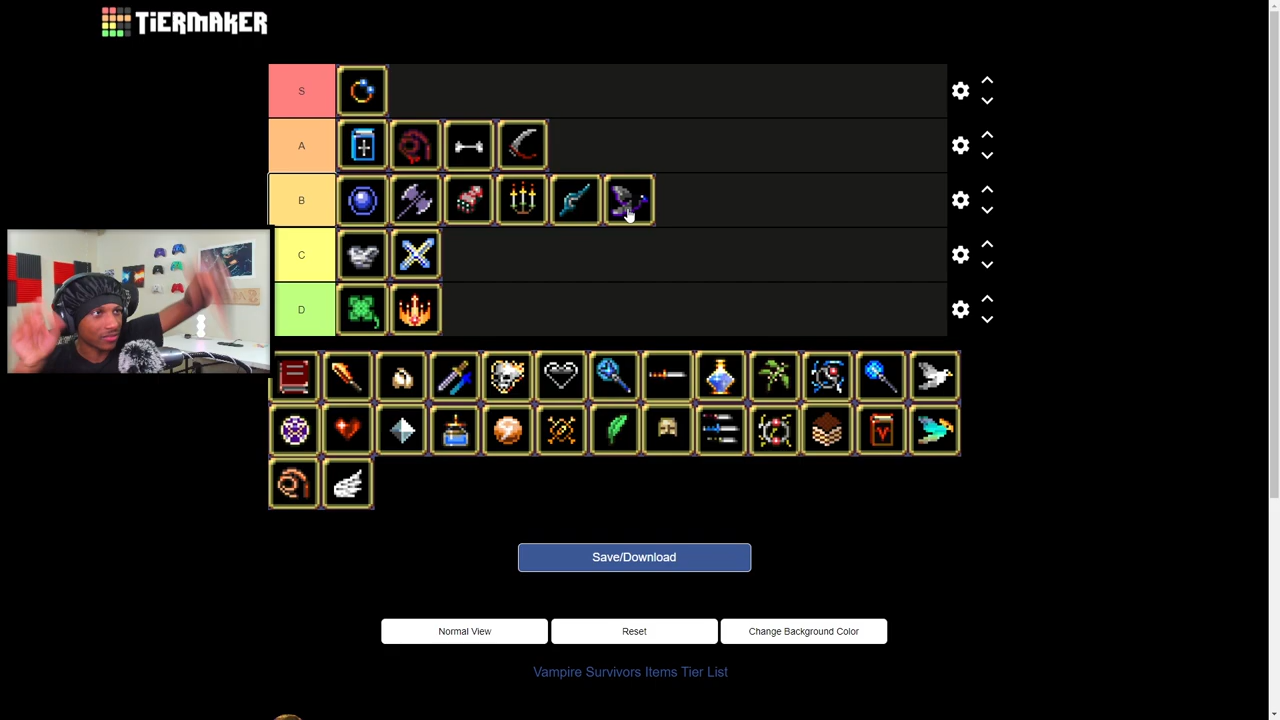 TiERMAKER
S
A
B
C
D
Save/Download
Normal View
Reset
Change Background Color
Vampire Survivors Items Tier List